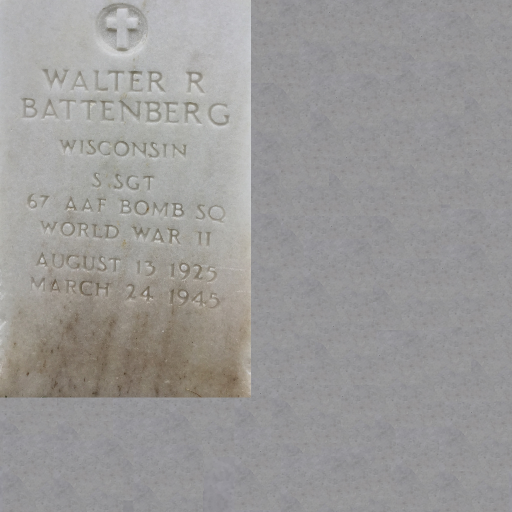 WALTER R
BATTENBERG
WISCONSIN
S SGT
67 AAF BOMB SQ
WORLD WAR II
AUGUST 13 1925
MARCH 24 1945